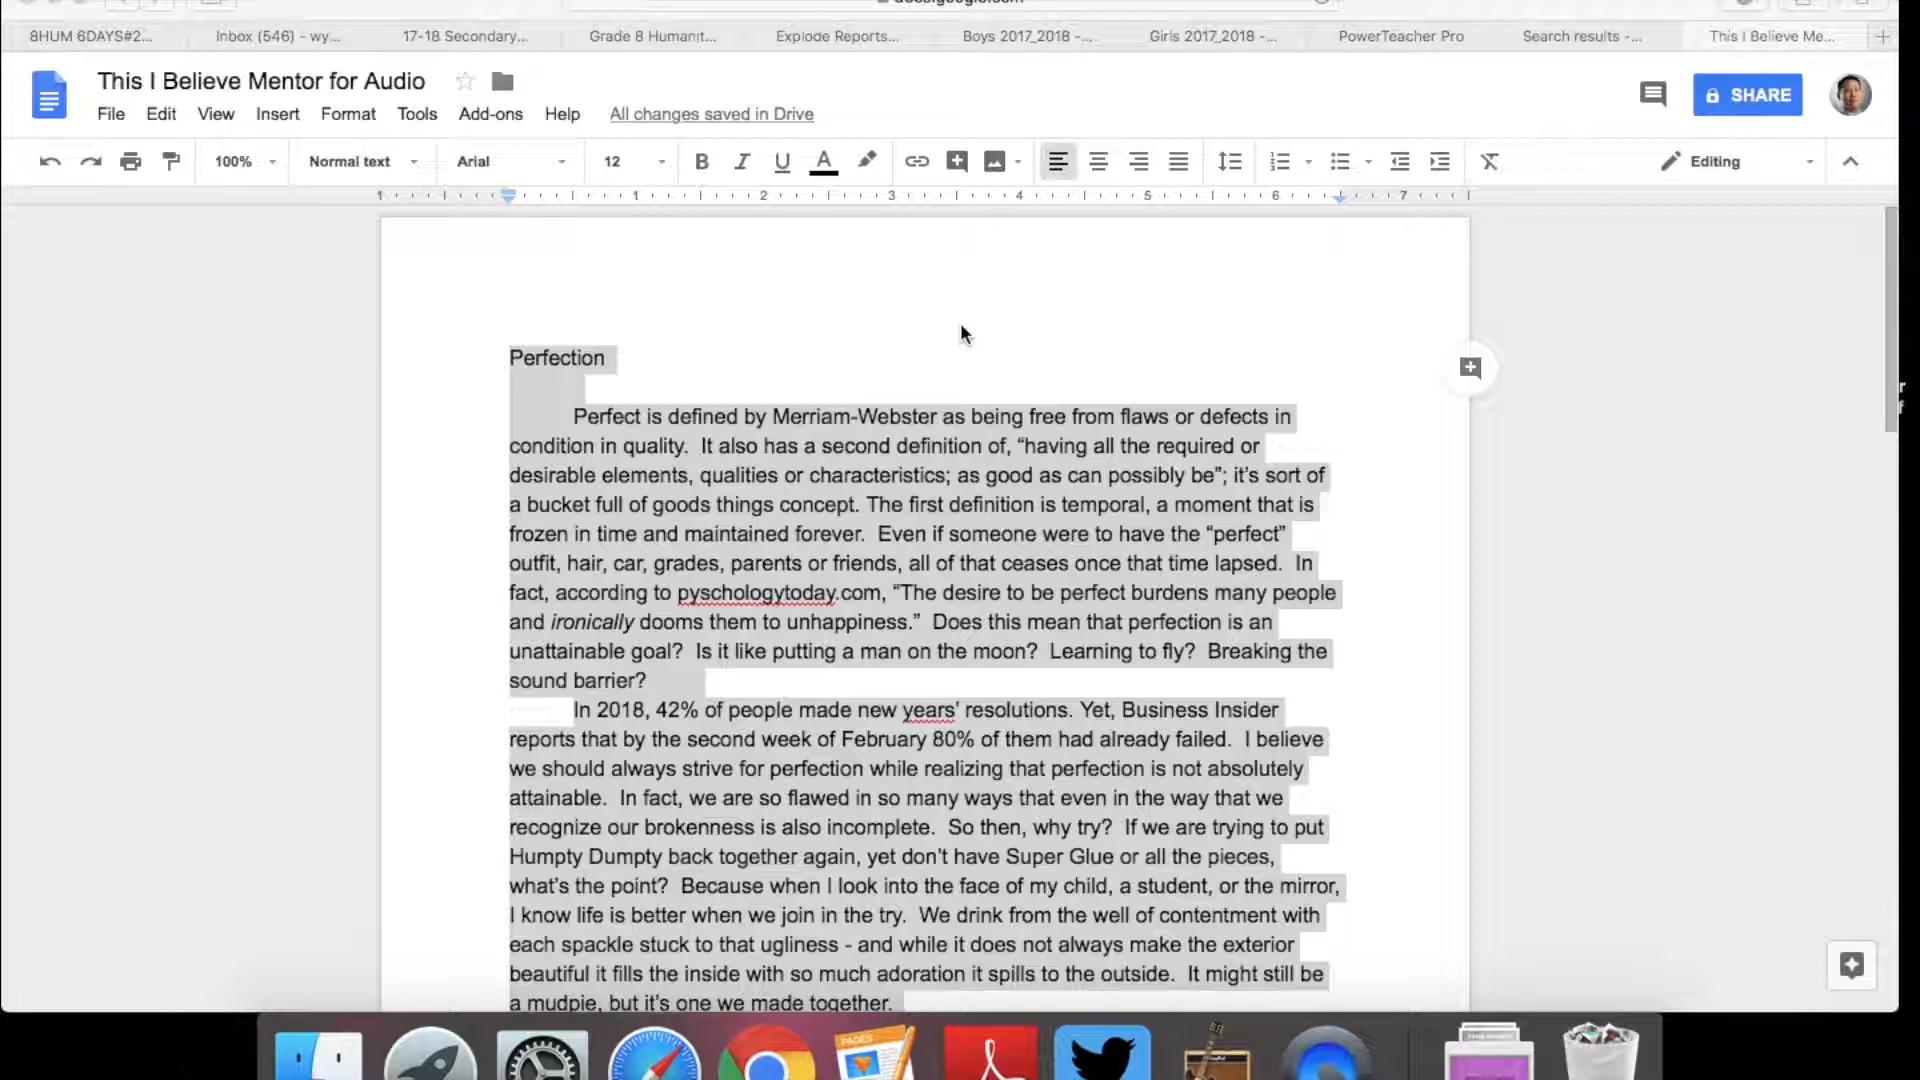 8HUM 6DAYS#2...
Inbox (546) - wy...
17-18 Secondary...
Grade 8 Humanit...
Explode Reports...
Boys 2017_2018 -...
Girls 2017_2018 -...
PowerTeacher Pro
Search results -...
This I Believe Me...
This I Believe Mentor for Audio
SHARE
File Edit View Insert Format Tools Add-ons Help All changes saved in Drive
100% Normal text Arial 12 B I U A Editing
1 1 2 3 4 5 6 7
Perfection
Perfect is defined by Merriam-Webster as being free from flaws or defects in
condition in quality.  It also has a second definition of, “having all the required or
desirable elements, qualities or characteristics; as good as can possibly be”; it’s sort of
a bucket full of goods things concept. The first definition is temporal, a moment that is
frozen in time and maintained forever.  Even if someone were to have the “perfect”
outfit, hair, car, grades, parents or friends, all of that ceases once that time lapsed.  In
fact, according to pyschologytoday.com, “The desire to be perfect burdens many people
and ironically dooms them to unhappiness.”  Does this mean that perfection is an
unattainable goal?  Is it like putting a man on the moon?  Learning to fly?  Breaking the
sound barrier?
In 2018, 42% of people made new years’ resolutions. Yet, Business Insider
reports that by the second week of February 80% of them had already failed.  I believe
we should always strive for perfection while realizing that perfection is not absolutely
attainable.  In fact, we are so flawed in so many ways that even in the way that we
recognize our brokenness is also incomplete.  So then, why try?  If we are trying to put
Humpty Dumpty back together again, yet don’t have Super Glue or all the pieces,
what’s the point?  Because when I look into the face of my child, a student, or the mirror,
I know life is better when we join in the try.  We drink from the well of contentment with
each spackle stuck to that ugliness - and while it does not always make the exterior
beautiful it fills the inside with so much adoration it spills to the outside.  It might still be
a mudpie, but it’s one we made together.
PAGES